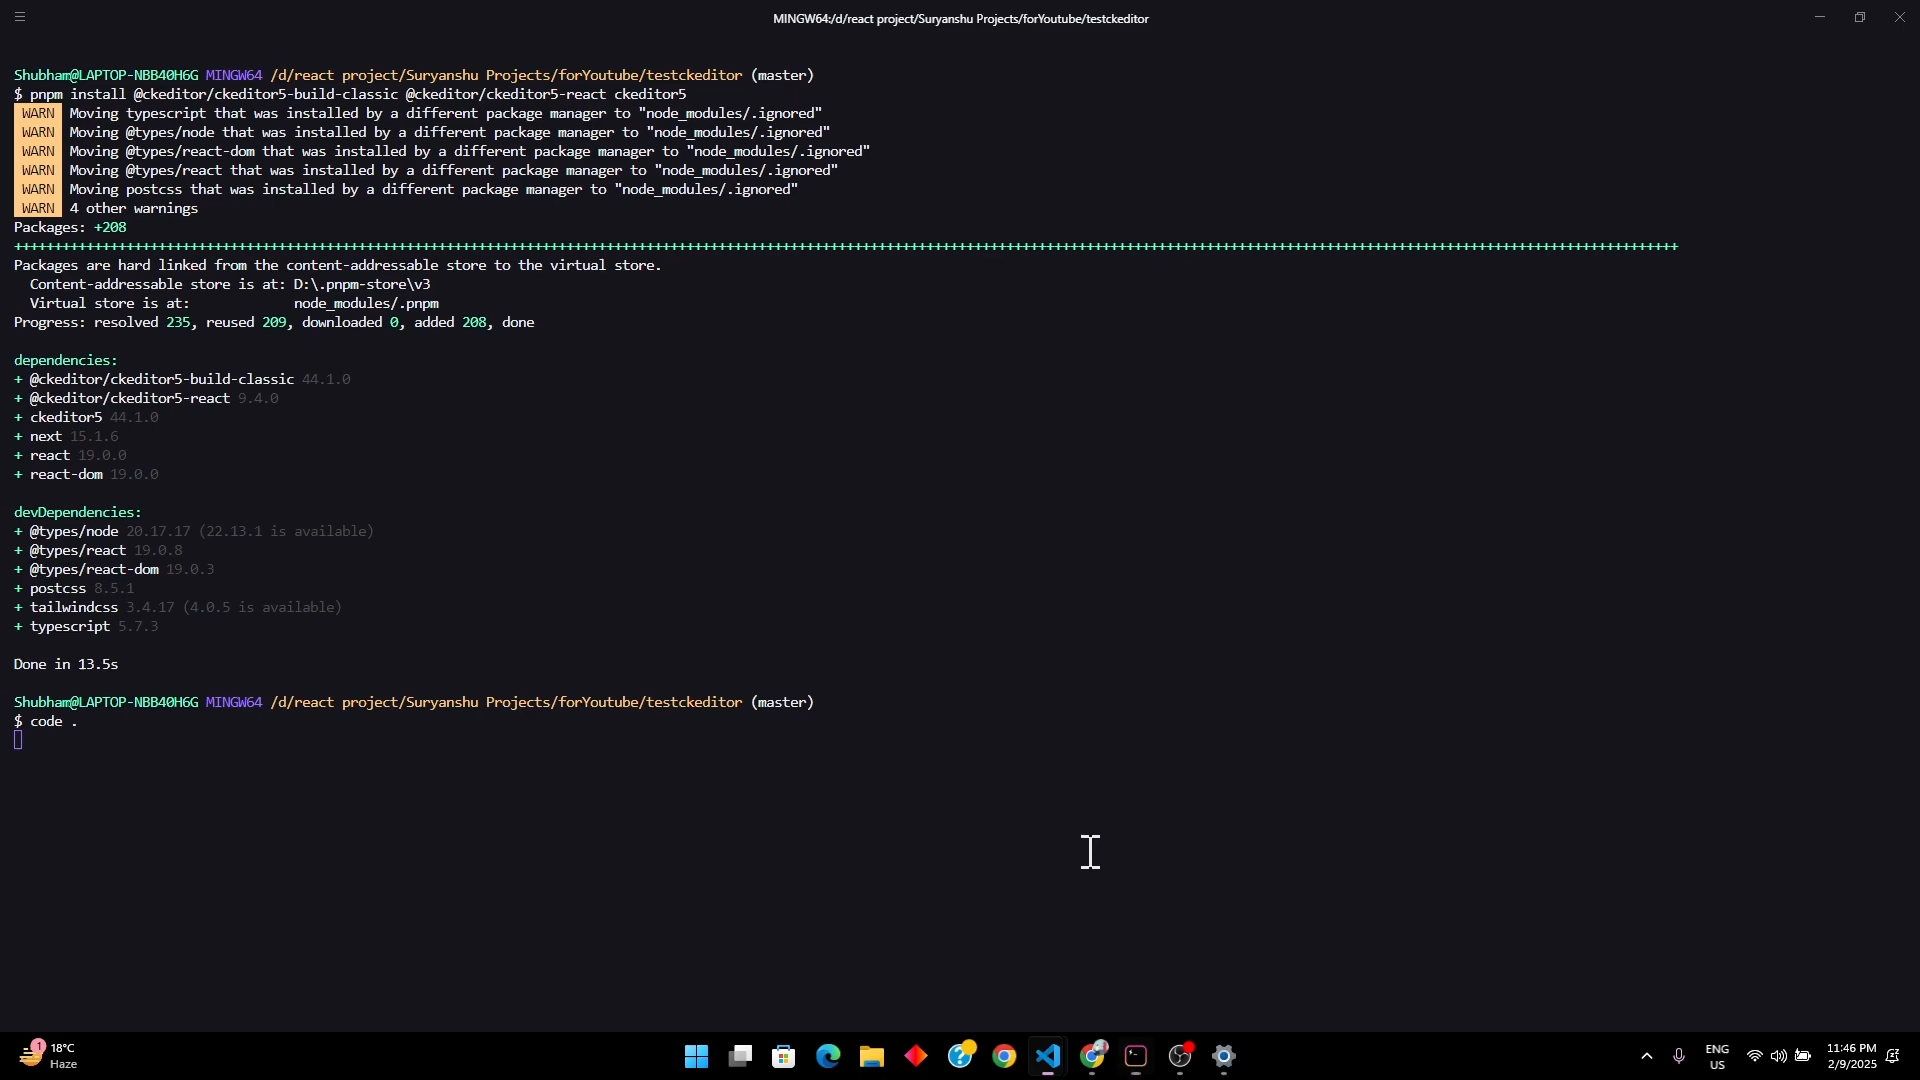 MINGW64:/d/react project/Suryanshu Projects/forYoutube/testckeditor
Shubham@LAPTOP-NBB40H6G MINGW64 /d/react project/Suryanshu Projects/forYoutube/testckeditor (master)
$ pnpm install @ckeditor/ckeditor5-build-classic @ckeditor/ckeditor5-react ckeditor5
WARN Moving typescript that was installed by a different package manager to "node_modules/.ignored"
WARN Moving @types/node that was installed by a different package manager to "node_modules/.ignored"
WARN Moving @types/react-dom that was installed by a different package manager to "node_modules/.ignored"
WARN Moving @types/react that was installed by a different package manager to "node_modules/.ignored"
WARN Moving postcss that was installed by a different package manager to "node_modules/.ignored"
WARN 4 other warnings
Packages: +208
++++++++++++++++++++++++++++++++++++++++++++++++++++++++++++++++++++++++++++++++++++++++++++++++++++++++++++++++++++++++++++++++++++++++++++++++++++++++++++++++++++++++++++++++++++++++++++++++++++++++++++++++
Packages are hard linked from the content-addressable store to the virtual store.
Content-addressable store is at: D:\.pnpm-store\v3
Virtual store is at: node_modules/.pnpm
Progress: resolved 235, reused 209, downloaded 0, added 208, done
dependencies:
+ @ckeditor/ckeditor5-build-classic 44.1.0
+ @ckeditor/ckeditor5-react 9.4.0
+ ckeditor5 44.1.0
+ next 15.1.6
+ react 19.0.0
+ react-dom 19.0.0
devDependencies:
+ @types/node 20.17.17 (22.13.1 is available)
+ @types/react 19.0.8
+ @types/react-dom 19.0.3
+ postcss 8.5.1
+ tailwindcss 3.4.17 (4.0.5 is available)
+ typescript 5.7.3
Done in 13.5s
Shubham@LAPTOP-NBB40H6G MINGW64 /d/react project/Suryanshu Projects/forYoutube/testckeditor (master)
$ code .
1
18°C
Haze
ENG
US
11:46 PM
2/9/2025